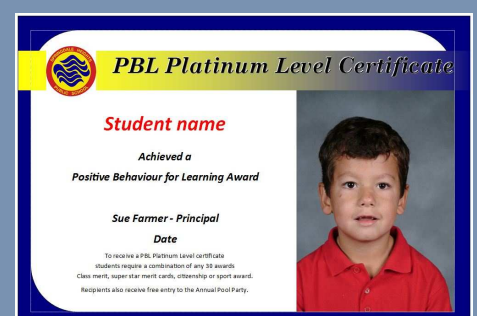 PBL Platinum Level Certificate
PUBLIC SCHOOL
Student name
Achieved a
Positive Behaviour for Learning Award
Sue Farmer - Principal
Date
To receive a PBL Platinum Level certificate
students require a combination of any 30 awards
Class merit, super star merit cards, citizenship or sport award.
Recipients also receive free entry to the Annual Pool Party.